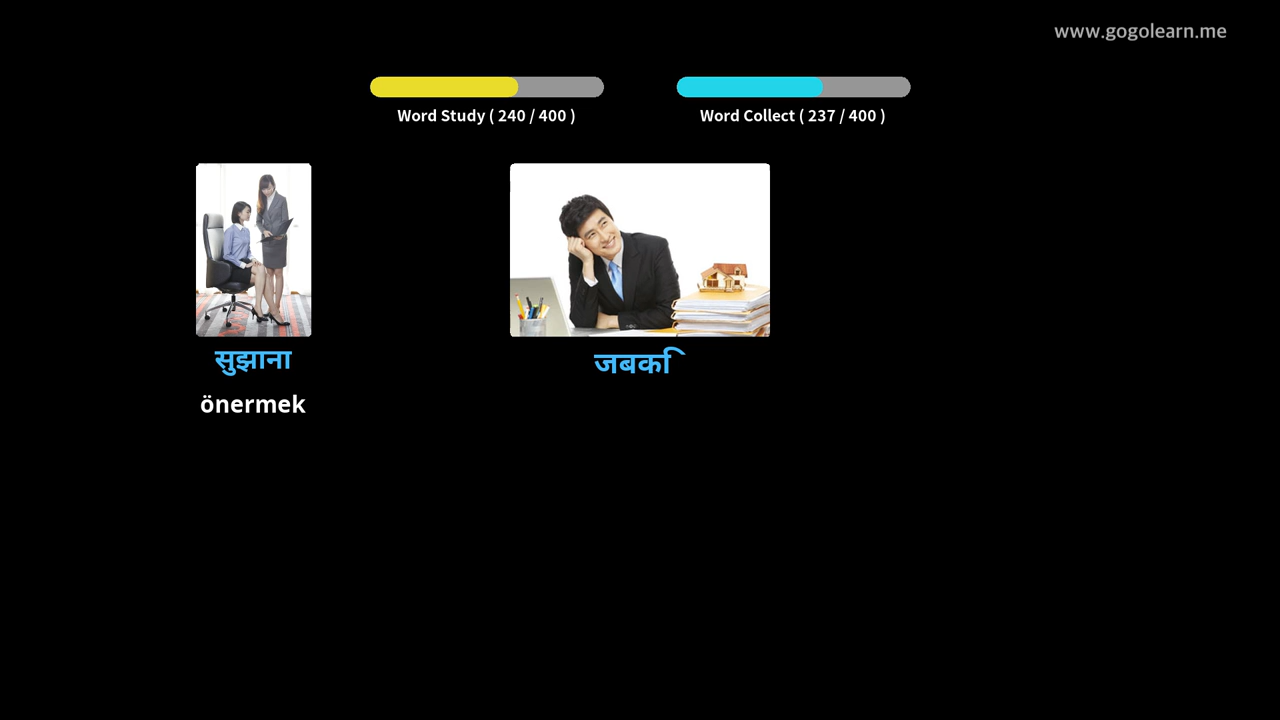 www.gogolearn.me
Word Study ( 240 / 400 )
Word Collect ( 237 / 400 )
सुझाना
जबकि
önermek